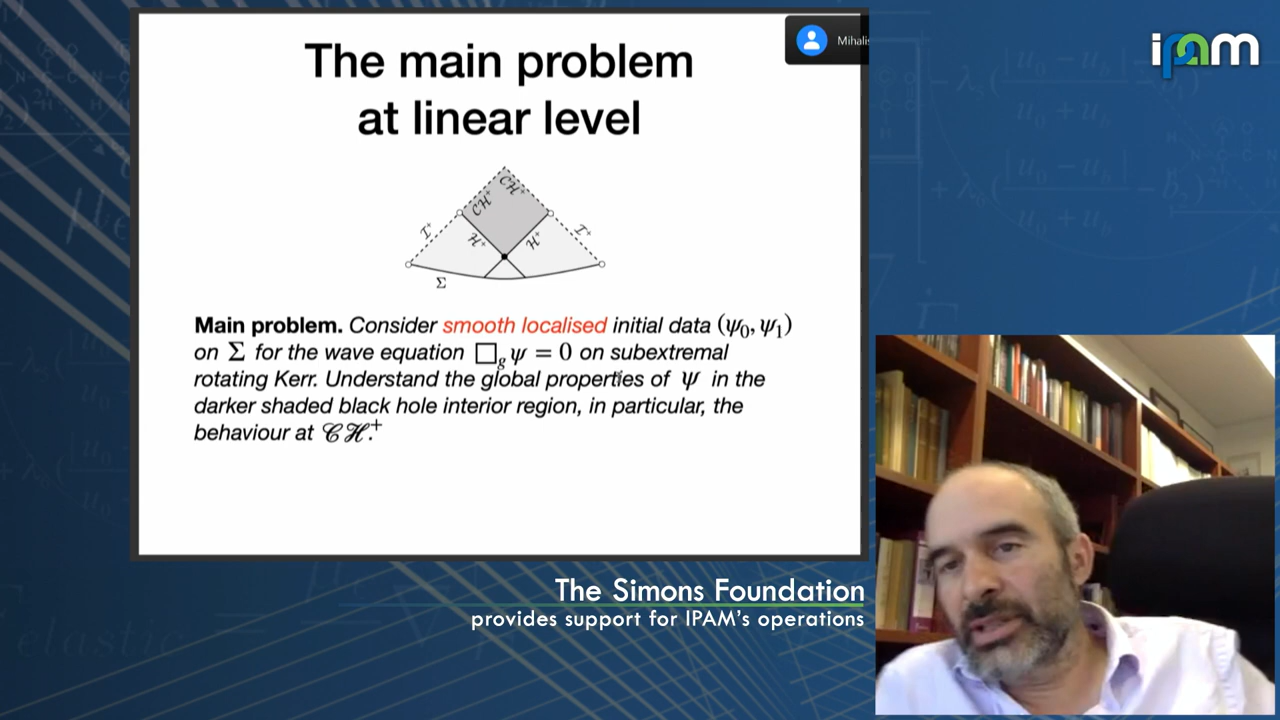 The main problem
at linear level
Mihalis
ipam
𝒞ℋ⁺ 𝒞ℋ⁺
ℐ⁺ ℋ⁺ ℋ⁺ ℐ⁺
Σ
Main problem. Consider smooth localised initial data (ψ₀, ψ₁)
on Σ for the wave equation □_g ψ = 0 on subextremal
rotating Kerr. Understand the global properties of ψ in the
darker shaded black hole interior region, in particular, the
behaviour at 𝒞ℋ⁺.
The Simons Foundation
provides support for IPAM's operations
elastic